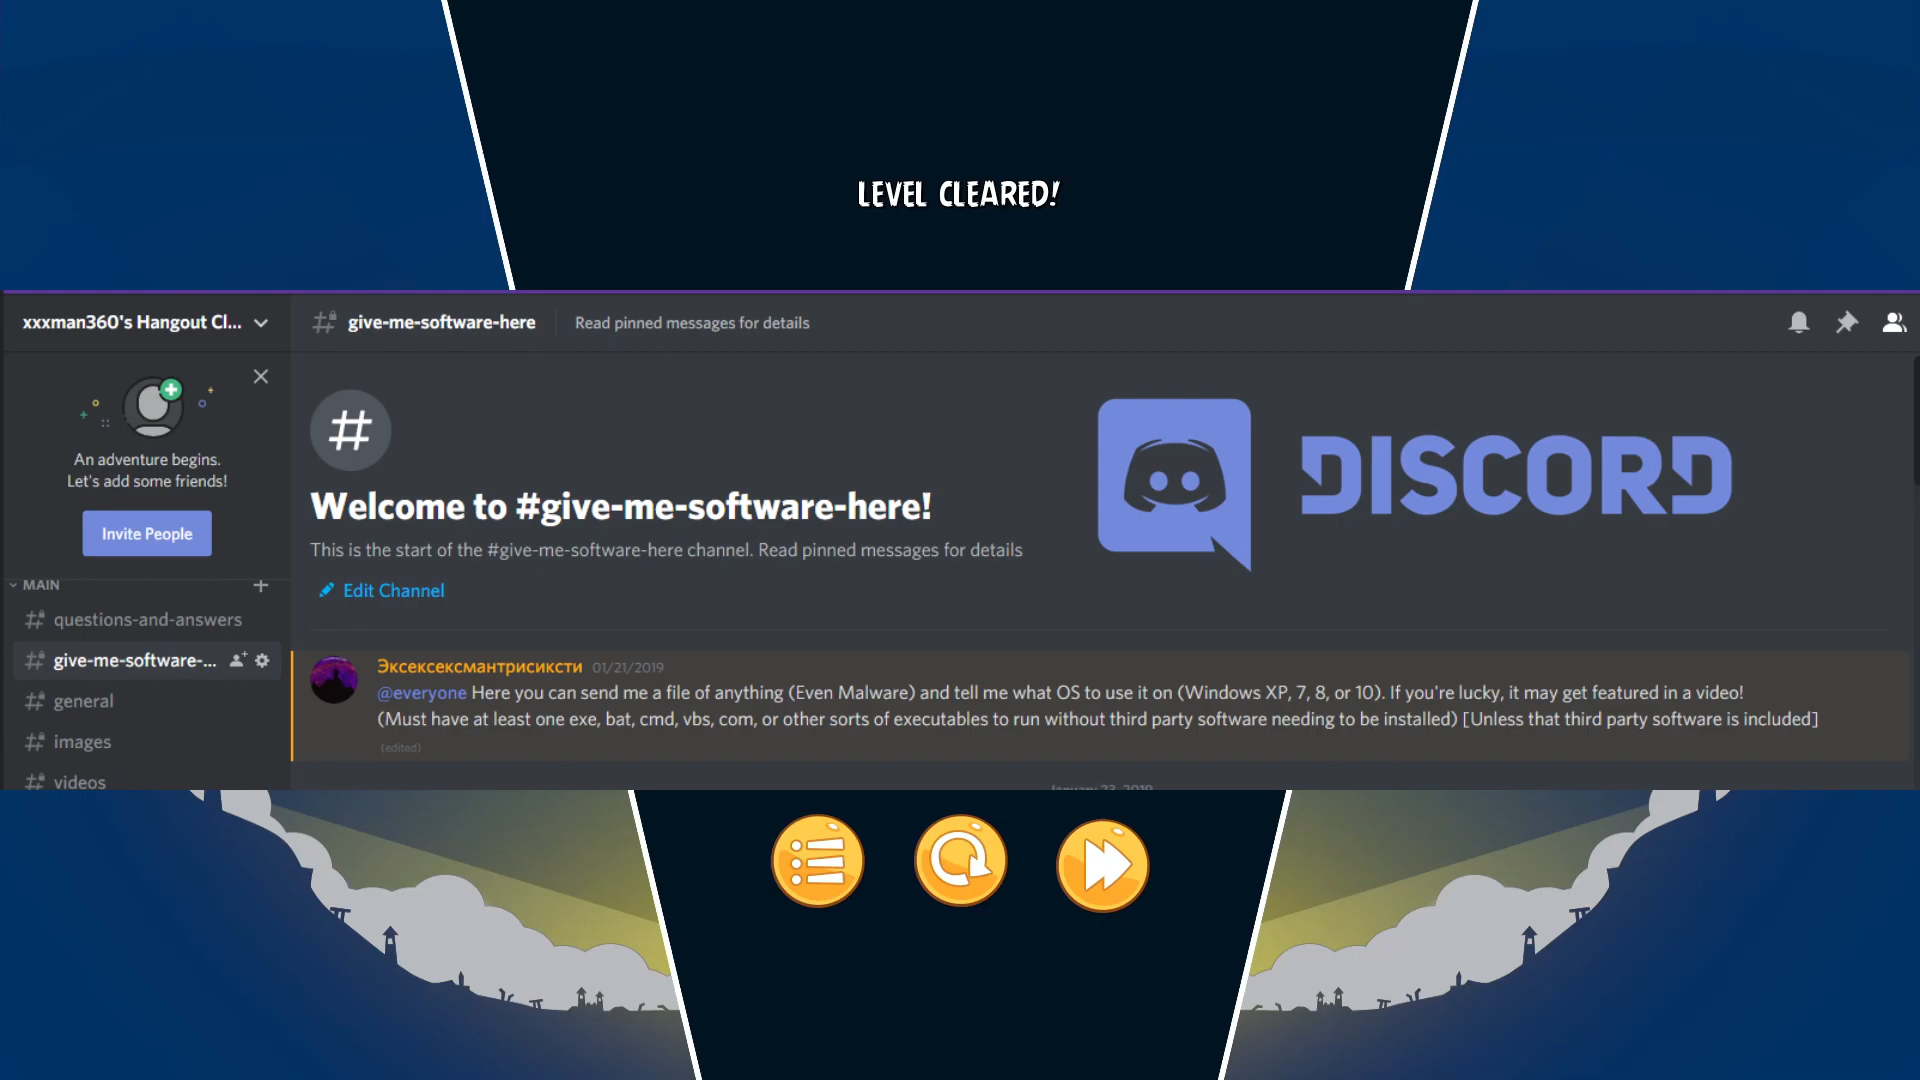 LEVEL CLEARED!
xxxman360's Hangout Cl...
give-me-software-here
Read pinned messages for details
An adventure begins.
Let's add some friends!
Invite People
MAIN
questions-and-answers
give-me-software-...
general
images
videos
Welcome to #give-me-software-here!
This is the start of the #give-me-software-here channel. Read pinned messages for details
Edit Channel
DISCORD
Эксексексмантрисиксти 01/21/2019
@everyone Here you can send me a file of anything (Even Malware) and tell me what OS to use it on (Windows XP, 7, 8, or 10). If you're lucky, it may get featured in a video!
(Must have at least one exe, bat, cmd, vbs, com, or other sorts of executables to run without third party software needing to be installed) [Unless that third party software is included]
(edited)
January 23, 2019